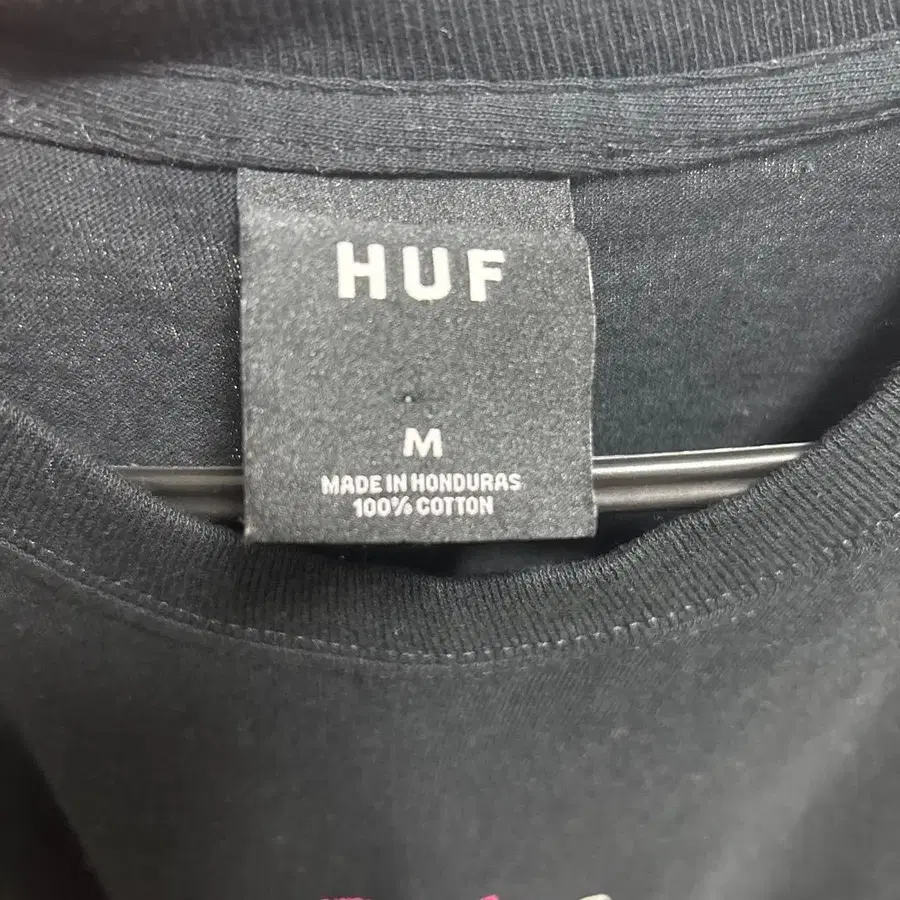 HUF
M
MADE IN HONDURAS
100% COTTON